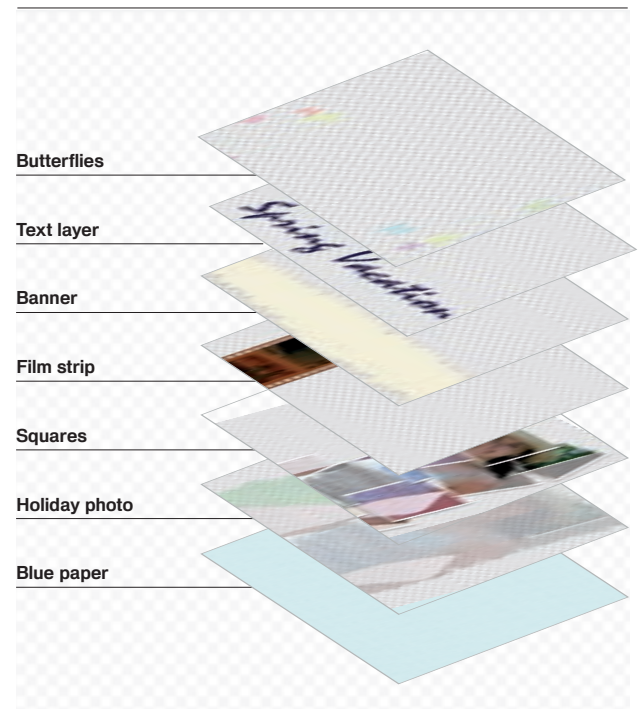 Butterflies
Text layer
Spring Vacation
Banner
Film strip
Squares
Holiday photo
Blue paper